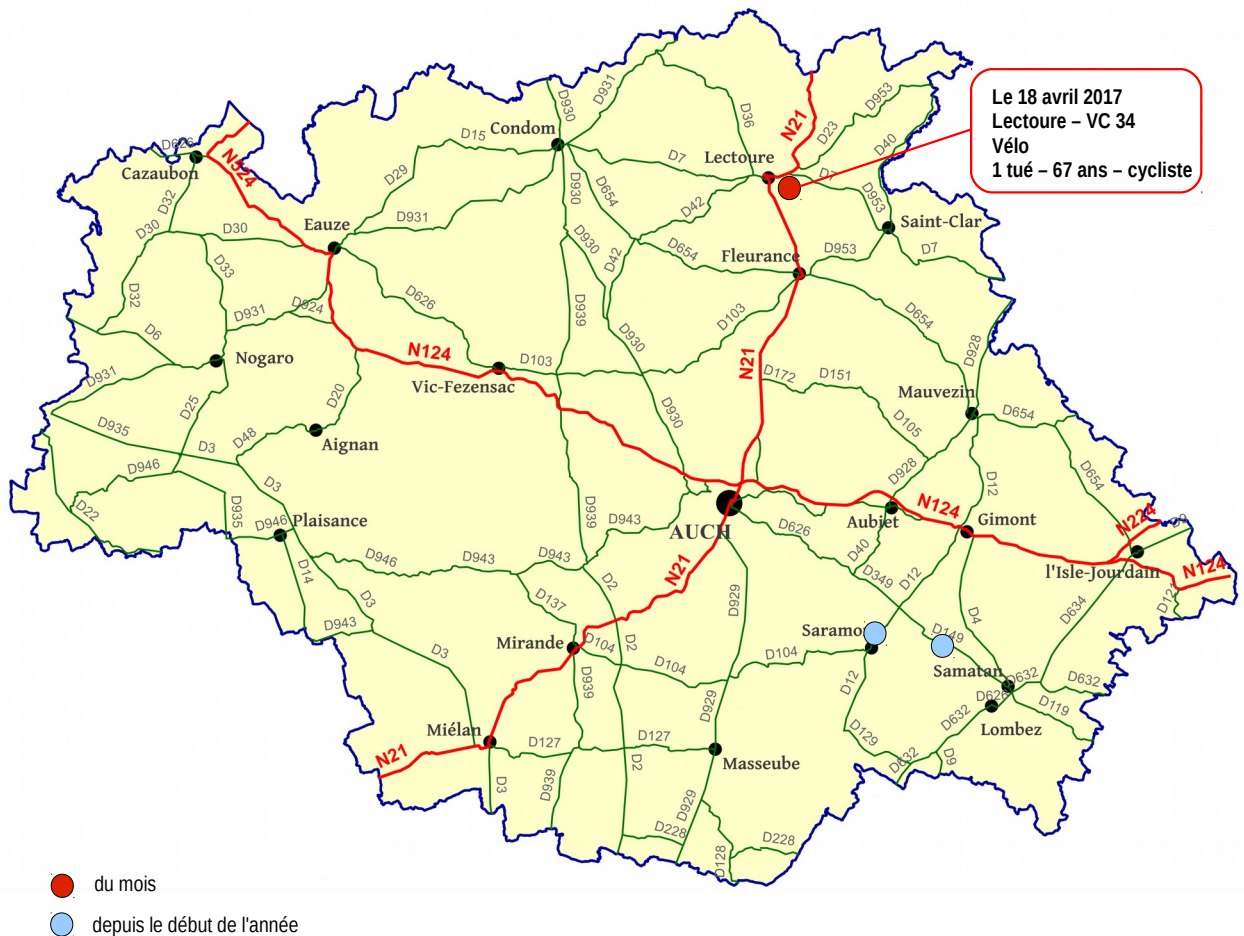 Le 18 avril 2017
Lectoure – VC 34
Vélo
1 tué – 67 ans – cycliste
D930
D931
D36
N21
D23
D953
D40
D626
N524
Cazaubon
D15
Condom
D7
Lectoure
D7
D29
D32
D930
D654
D42
D953
Saint-Clar
D30
D30
Eauze
D931
D930
D42
D654
Fleurance
D953
D7
D33
D32
D931
D924
D626
D939
D930
D103
D654
D928
D6
Nogaro
N124
D103
Vic-Fezensac
N21
D172
D151
Mauvezin
D931
D25
D20
D930
D105
D654
D935
D3
D48
Aignan
D946
D3
D928
D12
D654
D22
D935
D946
Plaisance
D939
D943
AUCH
D626
Aubiet
N124
Gimont
N224
D9
D14
D946
D943
D943
D2
N21
D929
D40
D349
D12
l'Isle-Jourdain
N124
D121
D3
D943
D137
D4
D634
D3
Mirande
D104
D2
D104
D104
Saramo
D149
Samatan
D632
D632
D939
D929
D12
D626
D632
D119
Lombez
Miélan
N21
D127
D127
D2
Masseube
D129
D632
D9
D3
D939
D929
D228
D128
D228
du mois
depuis le début de l'année